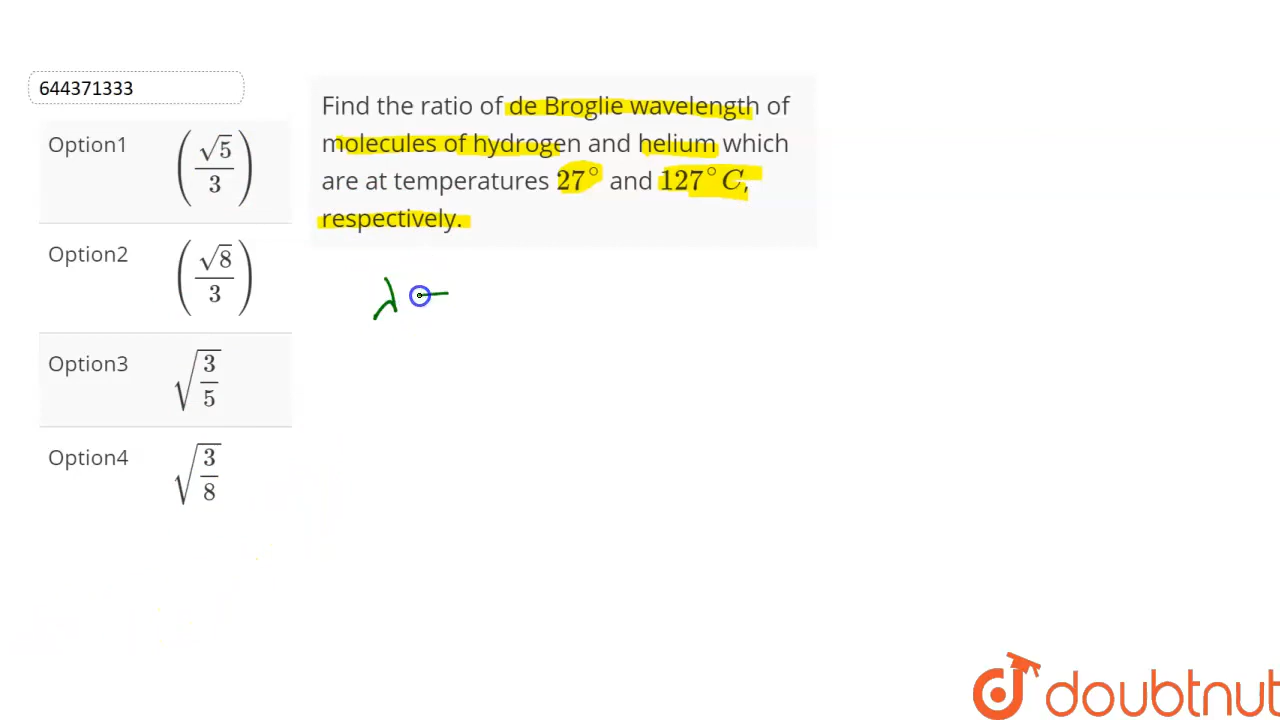 644371333
Option1 (√5/3)
Option2 (√8/3)
Option3 √(3/5)
Option4 √(3/8)
Find the ratio of de Broglie wavelength of
molecules of hydrogen and helium which
are at temperatures 27° and 127°C,
respectively.
λ =
doubtnut